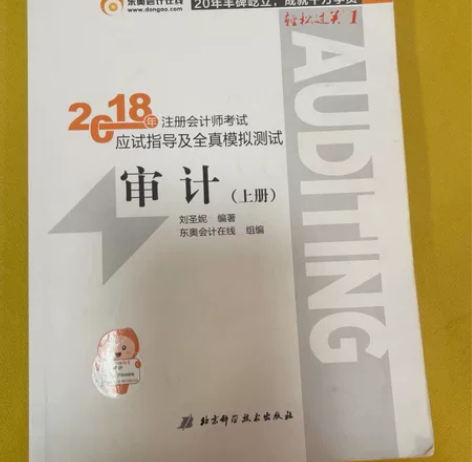 东奥会计在线
www.dongao.com
20年丰碑屹立，成就千万学员
轻松过关1
2018年
注册会计师考试
应试指导及全真模拟测试
审计（上册）
刘圣妮 编著
东奥会计在线 组编
AUDITING
北京科学技术出版社